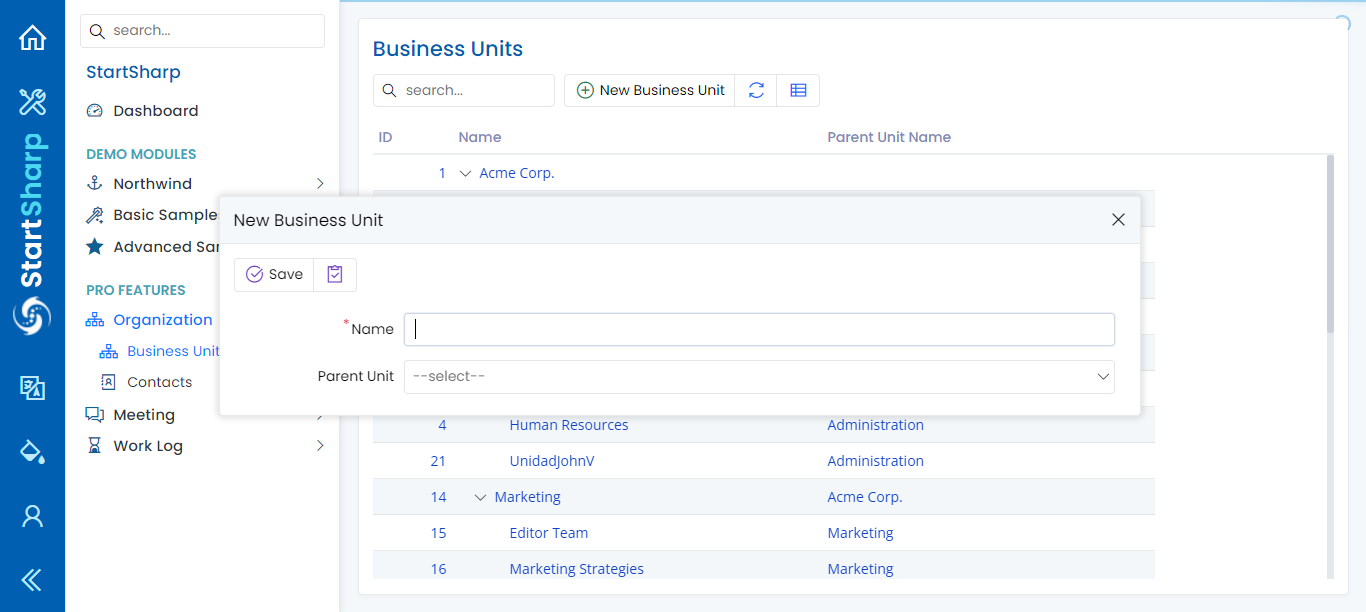 StartSharp
search...
StartSharp
Dashboard
DEMO MODULES
Northwind
Basic
Advanced
PRO FEATURES
Organization
Business
Contacts
Meeting
Work Log
Business Units
search...
New Business Unit
ID Name Parent Unit Name
1 Acme Corp.
New Business Unit
Save
* Name
Parent Unit --select--
4 Human Resources Administration
21 UnidadJohnV Administration
14 Marketing Acme Corp.
15 Editor Team Marketing
16 Marketing Strategies Marketing